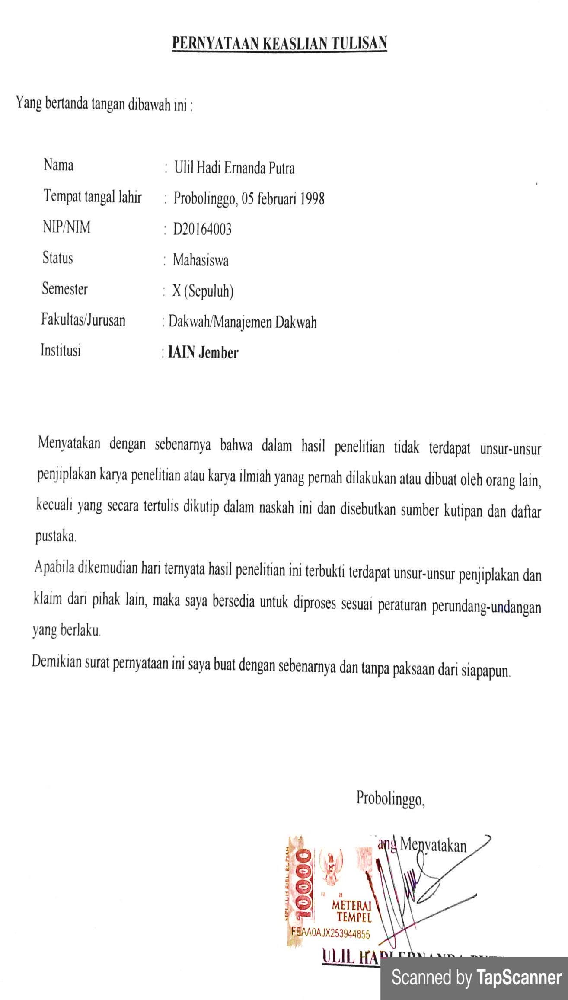 PERNYATAAN KEASLIAN TULISAN
Yang bertanda tangan dibawah ini :
Nama : Ulil Hadi Ernanda Putra
Tempat tangal lahir : Probolinggo, 05 februari 1998
NIP/NIM : D20164003
Status : Mahasiswa
Semester : X (Sepuluh)
Fakultas/Jurusan : Dakwah/Manajemen Dakwah
Institusi : IAIN Jember
Menyatakan dengan sebenarnya bahwa dalam hasil penelitian tidak terdapat unsur-unsur
penjiplakan karya penelitian atau karya ilmiah yanag pernah dilakukan atau dibuat oleh orang lain,
kecuali yang secara tertulis dikutip dalam naskah ini dan disebutkan sumber kutipan dan daftar
pustaka.
Apabila dikemudian hari ternyata hasil penelitian ini terbukti terdapat unsur-unsur penjiplakan dan
klaim dari pihak lain, maka saya bersedia untuk diproses sesuai peraturan perundang-undangan
yang berlaku.
Demikian surat pernyataan ini saya buat dengan sebenarnya dan tanpa paksaan dari siapapun.
Probolinggo,
ang Menyatakan
SEPULUH RIBU RUPIAH
10000
METERAI
TEMPEL
FEAA0AJX253944855
ULIL HADI ERNANDA
Scanned by TapScanner